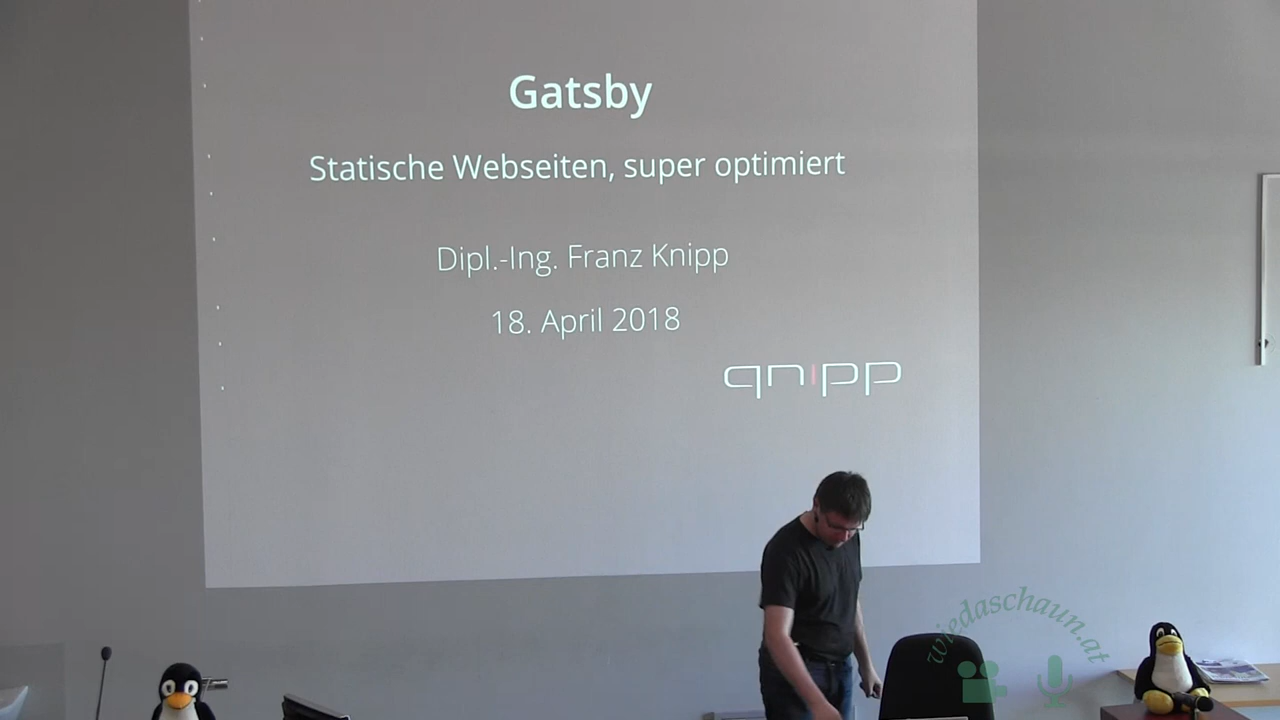 Gatsby
Statische Webseiten, super optimiert
Dipl.-Ing. Franz Knipp
18. April 2018
qnipp
wiedaschaun.at